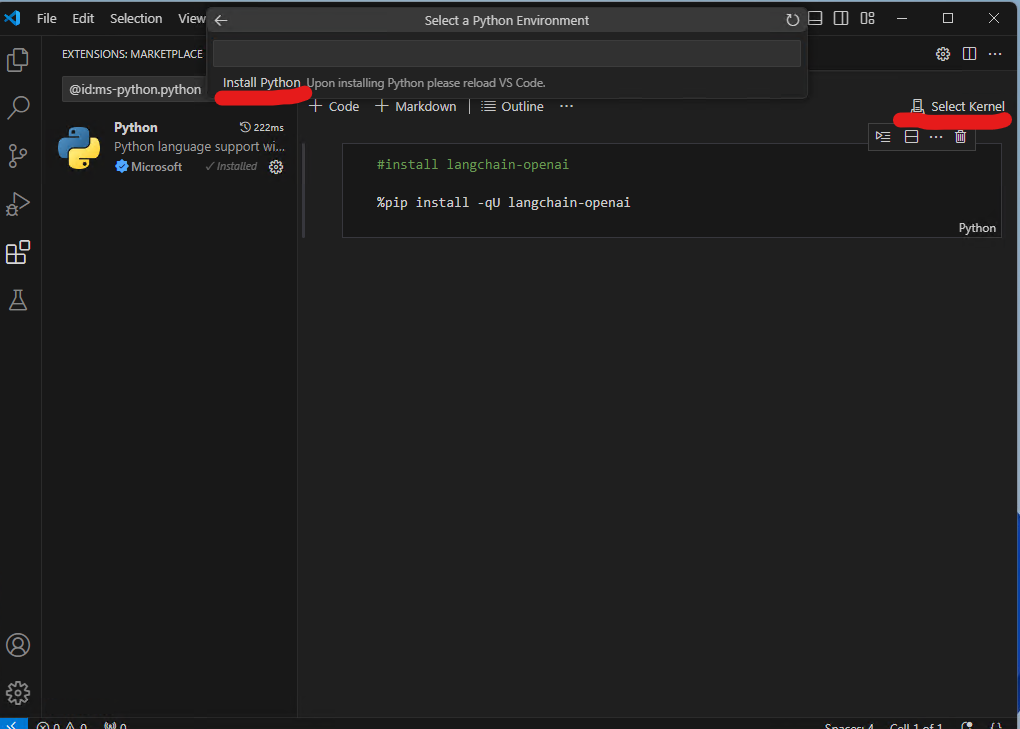 File Edit Selection View
Select a Python Environment
EXTENSIONS: MARKETPLACE
@id:ms-python.python
Install Python Upon installing Python please reload VS Code.
Code Markdown Outline ...
Select Kernel
Python 222ms
Python language support wi...
Microsoft ✓ Installed
#install langchain-openai
%pip install -qU langchain-openai
Python
0 0 0
Spaces: 4 Cell 1 of 1 {}